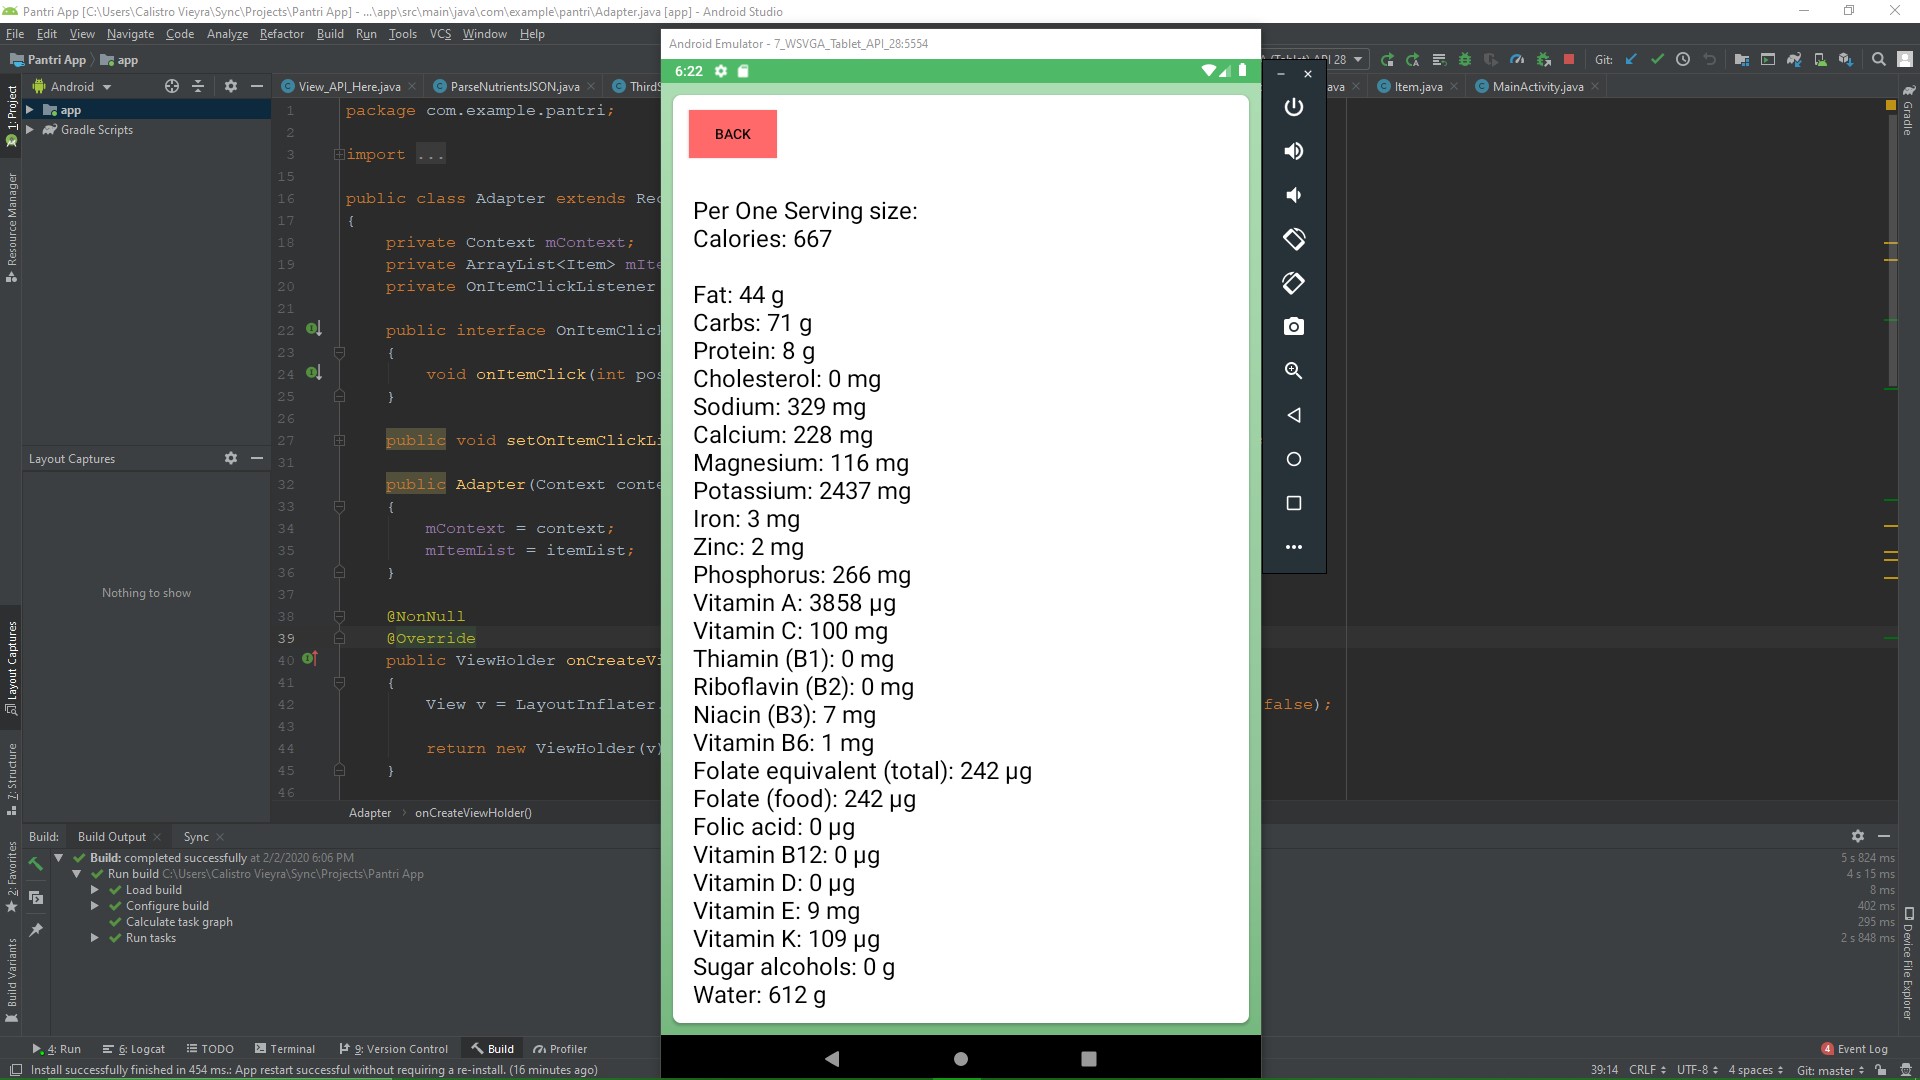 Pantri App [C:\Users\Calistro Vieyra\Sync\Projects\Pantri App] - ...\app\src\main\java\com\example\pantri\Adapter.java [app] - Android Studio
File Edit View Navigate Code Analyze Refactor Build Run Tools VCS Window Help
Pantri App app
(Tablet) API 28 Git:
Android
View_API_Here.java ParseNutrientsJSON.java ThirdS
ava Item.java MainActivity.java
app
Gradle Scripts
1: Project
Resource Manager
Layout Captures
7: Structure
2: Favorites
Build Variants
Layout Captures
Nothing to show
1 package com.example.pantri;
2
3 import ...
15
16 public class Adapter extends Rec
17 {
18 private Context mContext;
19 private ArrayList<Item> mIte
20 private OnItemClickListener
21
22 public interface OnItemClick
23 {
24 void onItemClick(int pos
25 }
26
27 public void setOnItemClickLi
31
32 public Adapter(Context conte
33 {
34 mContext = context;
35 mItemList = itemList;
36 }
37
38 @NonNull
39 @Override
40 public ViewHolder onCreateVi
41 {
42 View v = LayoutInflater. false);
43
44 return new ViewHolder(v)
45 }
46
Adapter onCreateViewHolder()
Android Emulator - 7_WSVGA_Tablet_API_28:5554
6:22
BACK
Per One Serving size:
Calories: 667
Fat: 44 g
Carbs: 71 g
Protein: 8 g
Cholesterol: 0 mg
Sodium: 329 mg
Calcium: 228 mg
Magnesium: 116 mg
Potassium: 2437 mg
Iron: 3 mg
Zinc: 2 mg
Phosphorus: 266 mg
Vitamin A: 3858 µg
Vitamin C: 100 mg
Thiamin (B1): 0 mg
Riboflavin (B2): 0 mg
Niacin (B3): 7 mg
Vitamin B6: 1 mg
Folate equivalent (total): 242 µg
Folate (food): 242 µg
Folic acid: 0 µg
Vitamin B12: 0 µg
Vitamin D: 0 µg
Vitamin E: 9 mg
Vitamin K: 109 µg
Sugar alcohols: 0 g
Water: 612 g
Gradle
Device File Explorer
Build: Build Output Sync
Build: completed successfully at 2/2/2020 6:06 PM 5 s 824 ms
Run build C:\Users\Calistro Vieyra\Sync\Projects\Pantri App 4 s 15 ms
Load build 8 ms
Configure build 402 ms
Calculate task graph 295 ms
Run tasks 2 s 848 ms
4: Run 6: Logcat TODO Terminal 9: Version Control Build Profiler 4 Event Log
Install successfully finished in 454 ms.: App restart successful without requiring a re-install. (16 minutes ago) 39:14 CRLF UTF-8 4 spaces Git: master